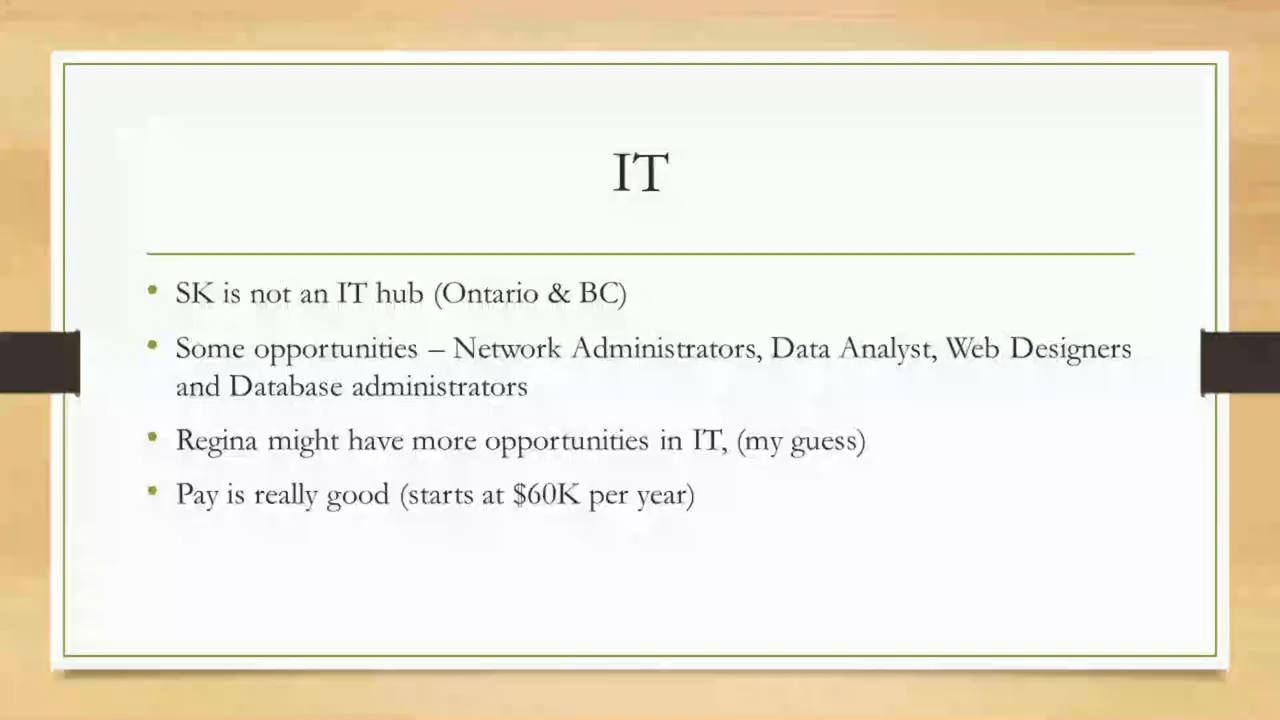 IT
• SK is not an IT hub (Ontario & BC)
• Some opportunities – Network Administrators, Data Analyst, Web Designers
and Database administrators
• Regina might have more opportunities in IT, (my guess)
• Pay is really good (starts at $60K per year)